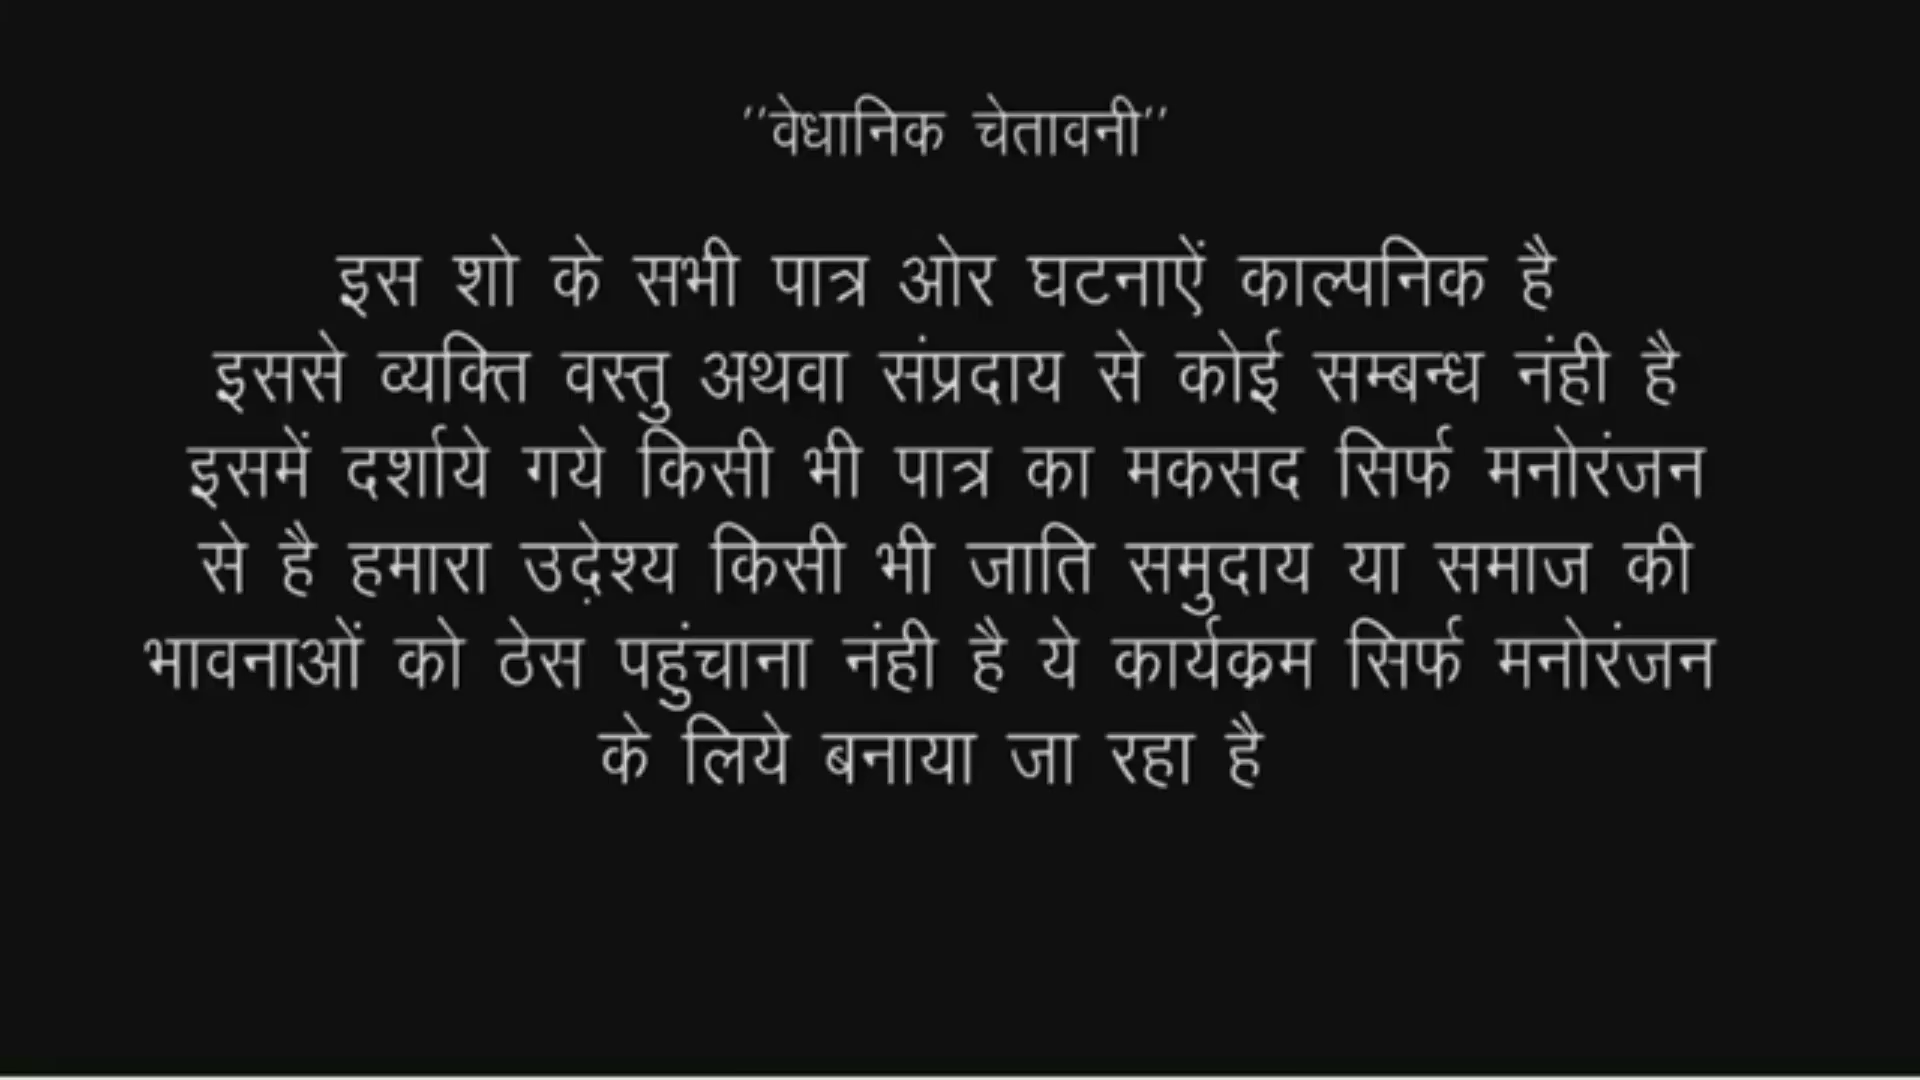 "वेधानिक चेतावनी"
इस शो के सभी पात्र ओर घटनाऐं काल्पनिक है
इससे व्यक्ति वस्तु अथवा संप्रदाय से कोई सम्बन्ध नंही है
इसमें दर्शाये गये किसी भी पात्र का मकसद सिर्फ मनोरंजन
से है हमारा उद़ेश्य किसी भी जाति समुदाय या समाज की
भावनाओं को ठेस पहुंचाना नंही है ये कार्यक्रम सिर्फ मनोरंजन
के लिये बनाया जा रहा है